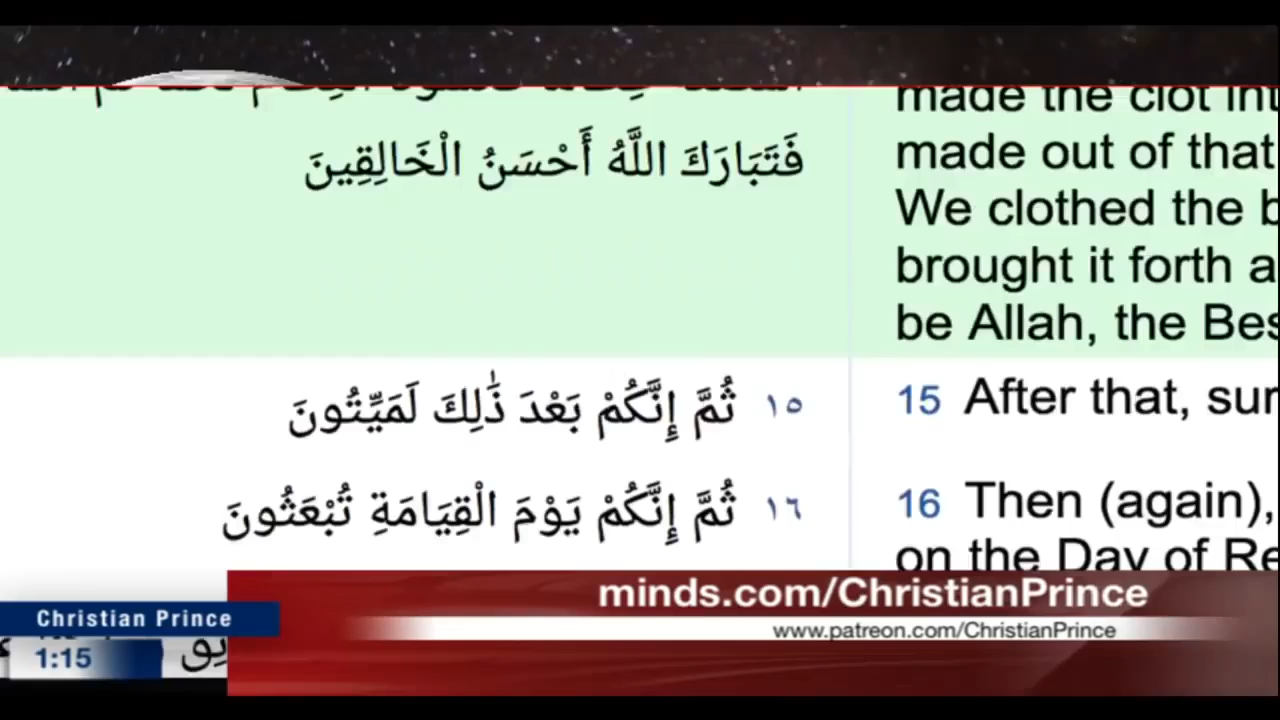 فَتَبَارَكَ اللَّهُ أَحْسَنُ الْخَالِقِينَ
١٥ ثُمَّ إِنَّكُمْ بَعْدَ ذَٰلِكَ لَمَيِّتُونَ
١٦ ثُمَّ إِنَّكُمْ يَوْمَ الْقِيَامَةِ تُبْعَثُونَ
made the clot int
made out of that
We clothed the b
brought it forth a
be Allah, the Bes
15 After that, sur
16 Then (again),
on the Day of Re
minds.com/ChristianPrince
www.patreon.com/ChristianPrince
Christian Prince
1:15